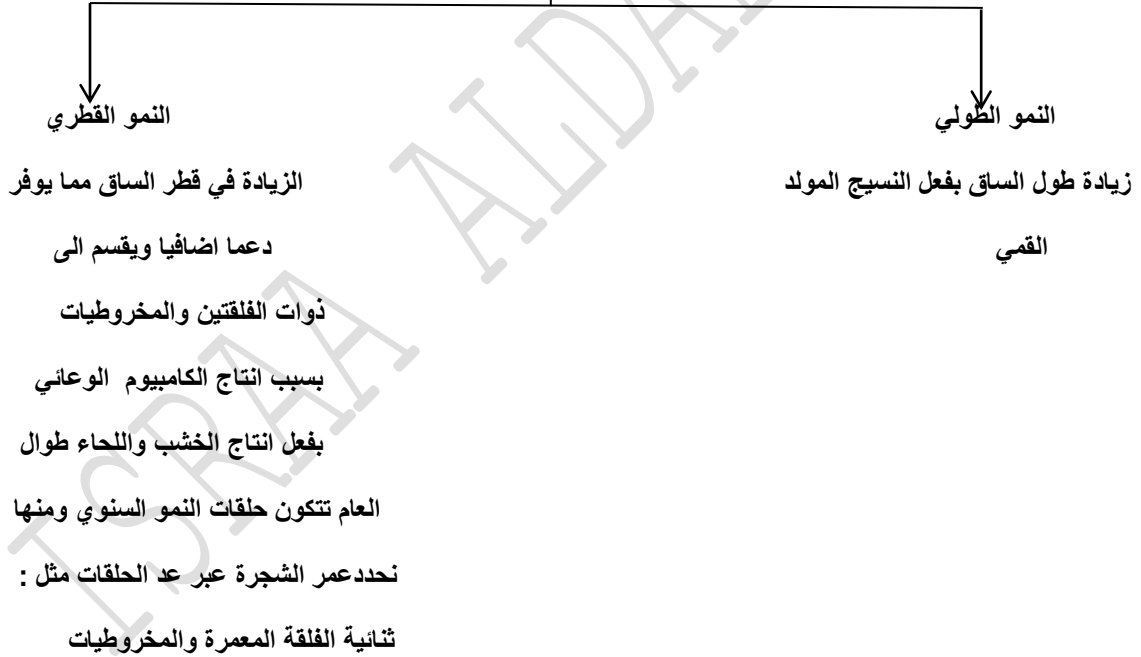 النمو الطولي
زيادة طول الساق بفعل النسيج المولد
القمي
النمو القطري
الزيادة في قطر الساق مما يوفر
دعما اضافيا ويقسم الى
ذوات الفلقتين والمخروطيات
بسبب انتاج الكامبيوم الوعائي
بفعل انتاج الخشب واللحاء طوال
العام تتكون حلقات النمو السنوي ومنها
نحددعمر الشجرة عبر عد الحلقات مثل :
ثنائية الفلقة المعمرة والمخروطيات
ISRAA ALDA